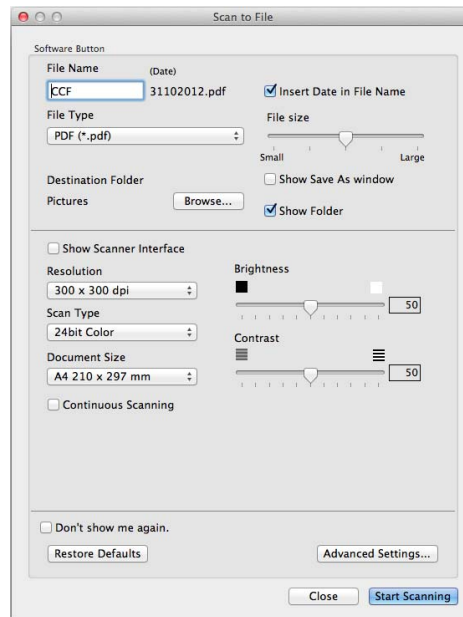 Scan to File
Software Button
File Name (Date)
CCF 31102012.pdf Insert Date in File Name
File Type File size
PDF (*.pdf)
Small Large
Destination Folder Show Save As window
Pictures Browse... Show Folder
Show Scanner Interface
Resolution Brightness
300 x 300 dpi 50
Scan Type
24bit Color Contrast
Document Size
A4 210 x 297 mm 50
Continuous Scanning
Don't show me again.
Restore Defaults Advanced Settings...
Close Start Scanning